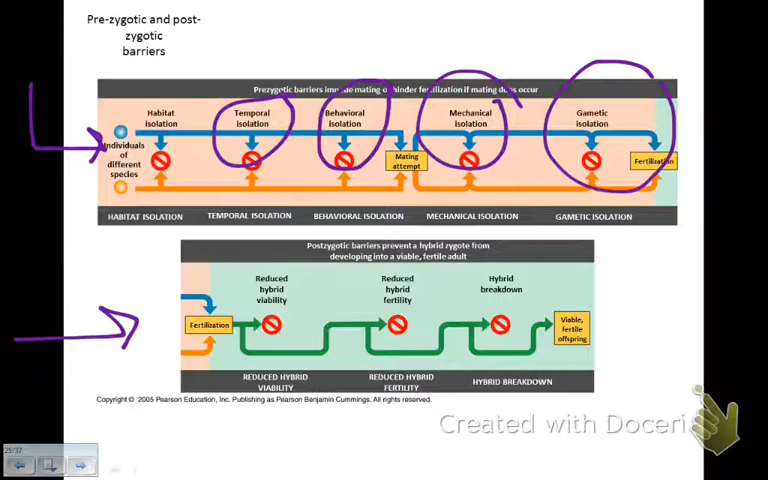 Pre-zygotic and post-
zygotic
barriers
Prezygotic barriers impede mating or hinder fertilization if mating does occur
Habitat
isolation
Temporal
isolation
Behavioral
isolation
Mechanical
isolation
Gametic
isolation
Individuals
of
different
species
Mating
attempt
Fertilization
HABITAT ISOLATION
TEMPORAL ISOLATION
BEHAVIORAL ISOLATION
MECHANICAL ISOLATION
GAMETIC ISOLATION
Postzygotic barriers prevent a hybrid zygote from
developing into a viable, fertile adult
Reduced
hybrid
viability
Reduced
hybrid
fertility
Hybrid
breakdown
Fertilization
Viable,
fertile
offspring
REDUCED HYBRID
VIABILITY
REDUCED HYBRID
FERTILITY
HYBRID BREAKDOWN
Copyright © 2005 Pearson Education, Inc. Publishing as Pearson Benjamin Cummings. All rights reserved.
Created with Doceri
25/37